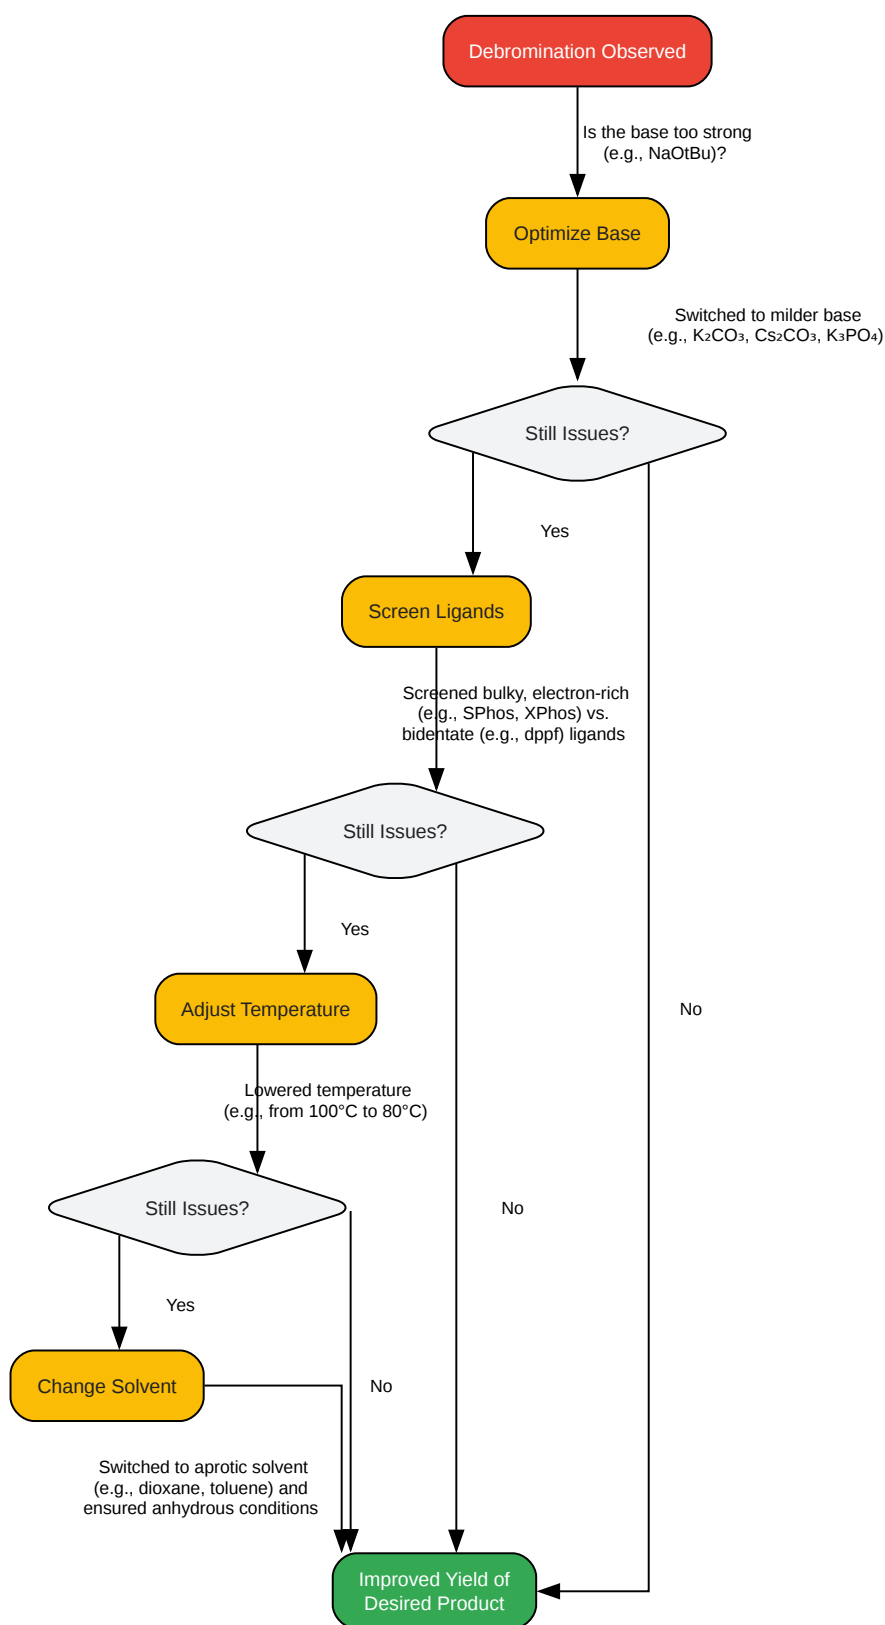 Debromination Observed
Is the base too strong
(e.g., NaOtBu)?
Optimize Base
Switched to milder base
(e.g., K₂CO₃, Cs₂CO₃, K₃PO₄)
Still Issues?
Yes
Screen Ligands
Screened bulky, electron-rich
(e.g., SPhos, XPhos) vs.
bidentate (e.g., dppf) ligands
Still Issues?
Yes
Adjust Temperature
No
Lowered temperature
(e.g., from 100°C to 80°C)
Still Issues?
No
Yes
Change Solvent
No
Switched to aprotic solvent
(e.g., dioxane, toluene) and
ensured anhydrous conditions
Improved Yield of
Desired Product